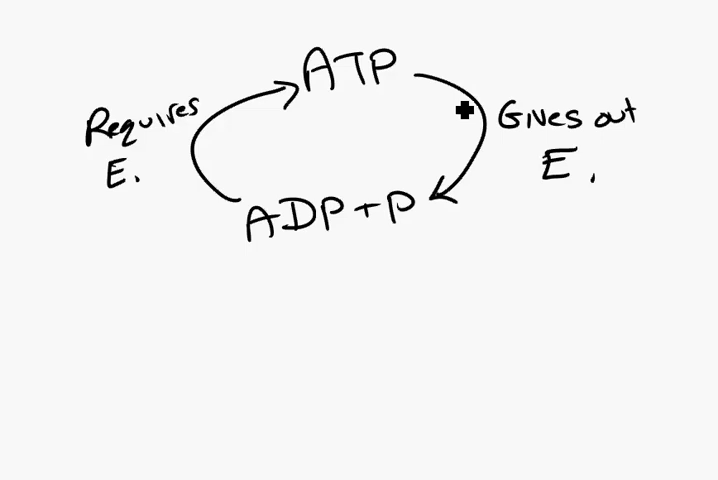 ATP
Requires
E.
Gives out
E.
ADP+P